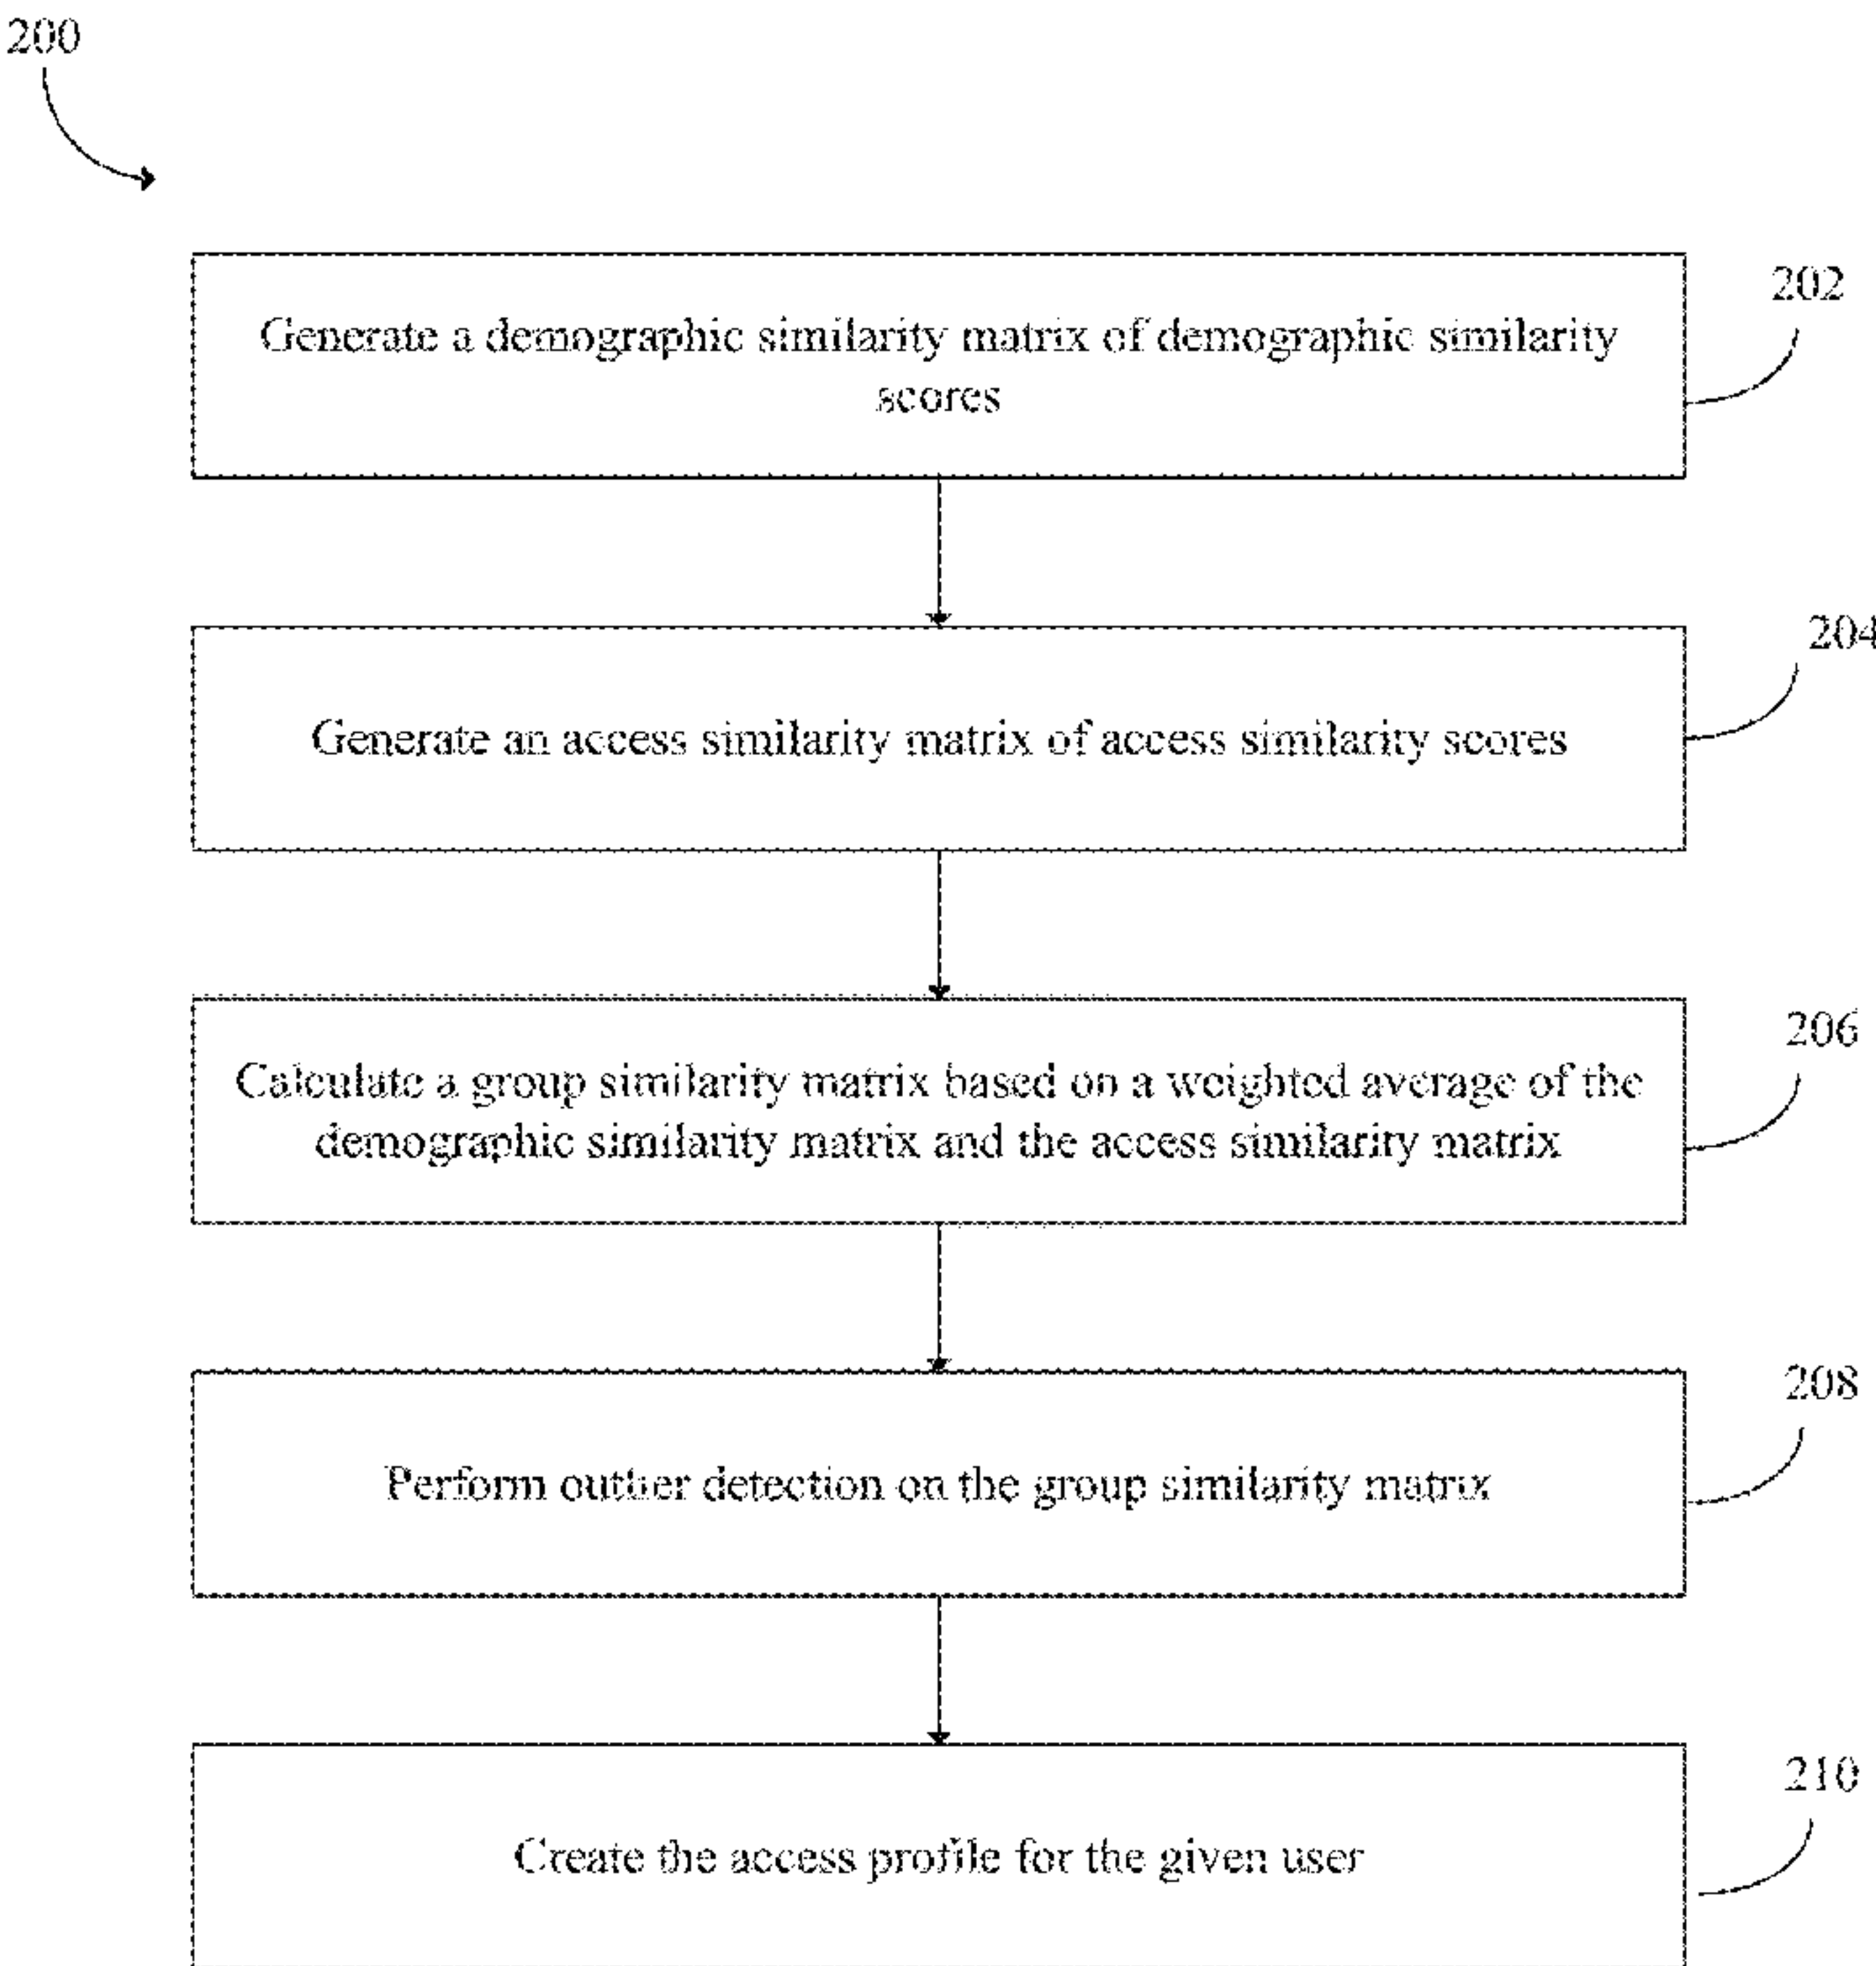 200
202
Generate a demographic similarity matrix of demographic similarity
scores
204
Generate an access similarity matrix of access similarity scores
206
Calculate a group similarity matrix based on a weighted average of the
demographic similarity matrix and the access similarity matrix
208
Perform outlier detection on the group similarity matrix
210
Create the access profile for the given user